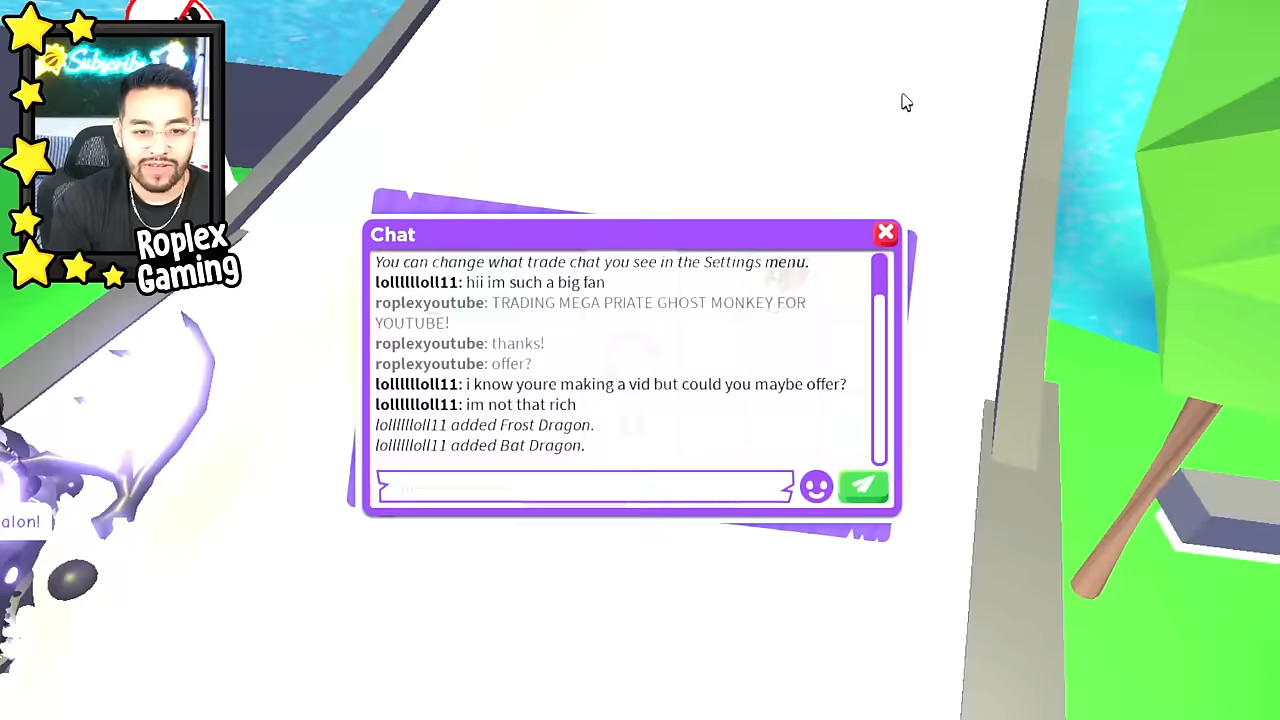 Subscribe
Roplex
Gaming
Chat
You can change what trade chat you see in the Settings menu.
lolllllloll11: hii im such a big fan
roplexyoutube: TRADING MEGA PRIATE GHOST MONKEY FOR
YOUTUBE!
roplexyoutube: thanks!
roplexyoutube: offer?
lolllllloll11: i know youre making a vid but could you maybe offer?
lolllllloll11: im not that rich
lolllllloll11 added Frost Dragon.
lolllllloll11 added Bat Dragon.
alon!